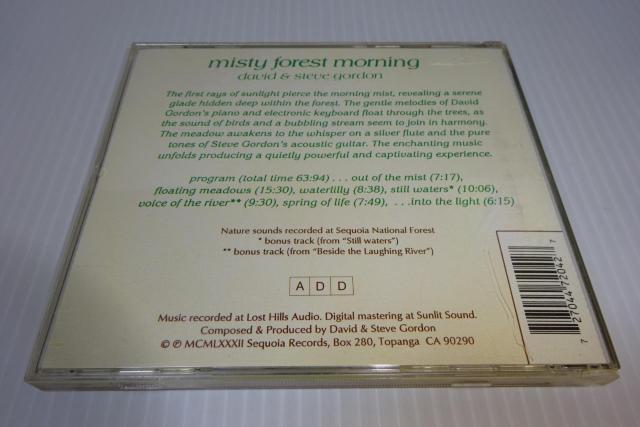 misty forest morning
david & steve gordon
The first rays of sunlight pierce the morning mist, revealing a serene
glade hidden deep within the forest. The gentle melodies of David
Gordon's piano and electronic keyboard float through the trees, as
the sound of birds and a bubbling stream seem to join in harmony.
The meadow awakens to the whisper on a silver flute and the pure
tones of Steve Gordon's acoustic guitar. The enchanting music
unfolds producing a quietly powerful and captivating experience.
program (total time 63:94) . . . out of the mist (7:17),
floating meadows (15:30), waterlilly (8:38), still waters* (10:06),
voice of the river** (9:30), spring of life (7:49), . . .into the light (6:15)
Nature sounds recorded at Sequoia National Forest
* bonus track (from "Still waters")
** bonus track (from "Beside the Laughing River")
A D D
Music recorded at Lost Hills Audio. Digital mastering at Sunlit Sound.
Composed & Produced by David & Steve Gordon
© ℗ MCMLXXXII Sequoia Records, Box 280, Topanga CA 90290
7 27044 72042 7